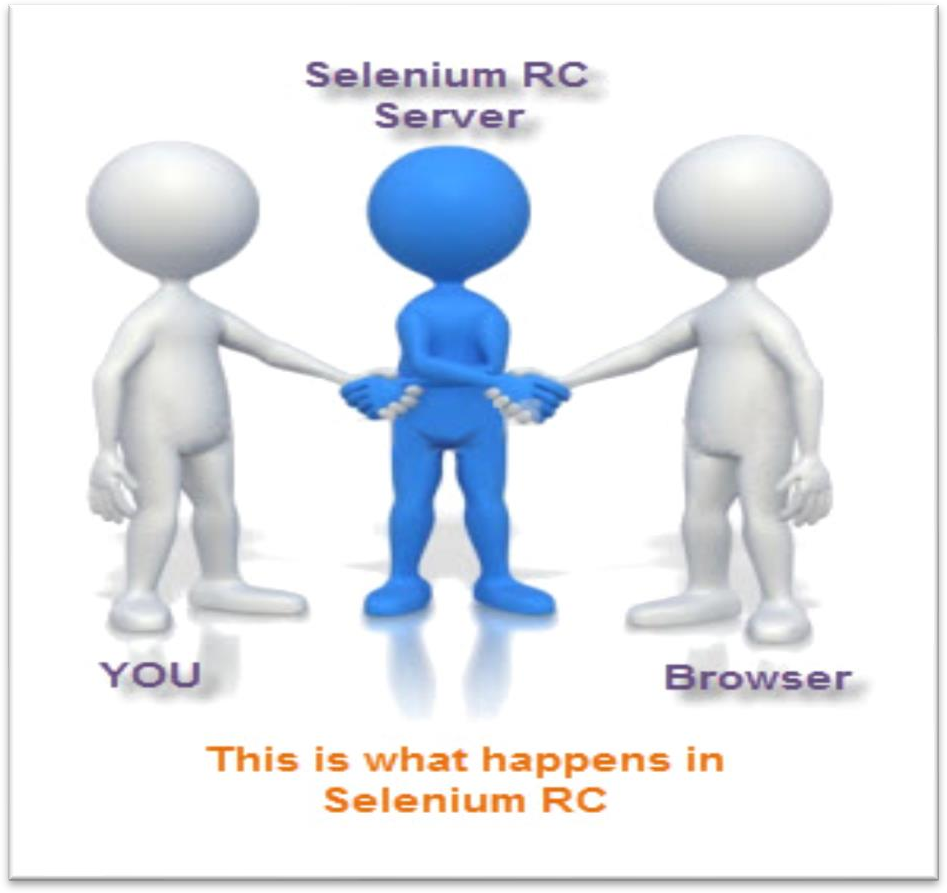 Selenium RC
Server
YOU
Browser
This is what happens in
Selenium RC